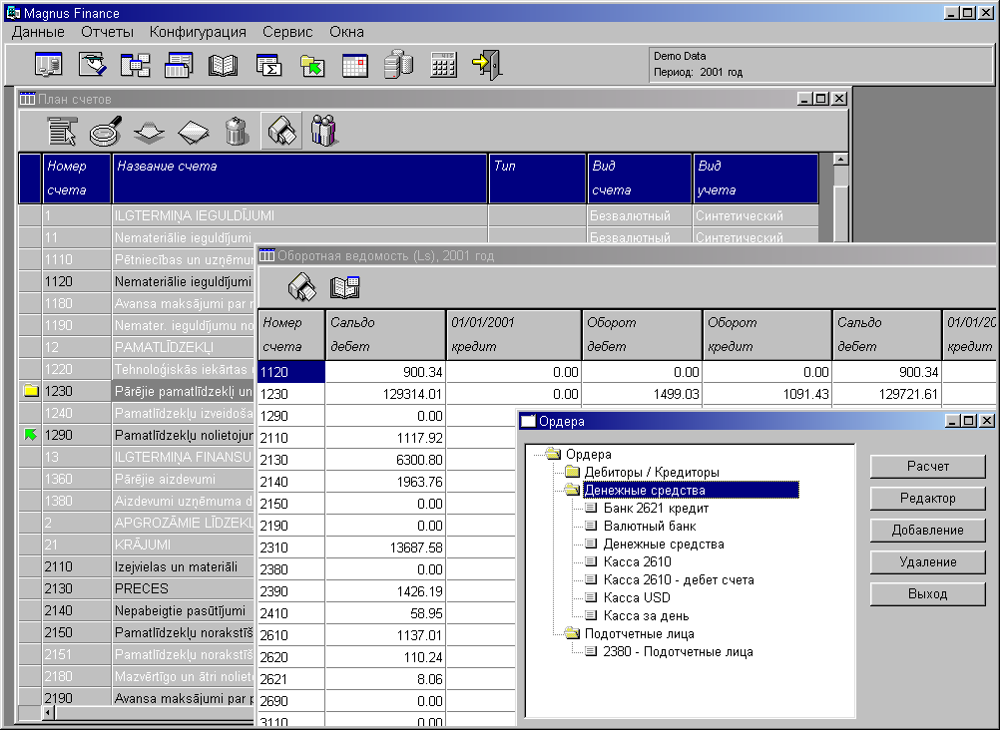 Magnus Finance
Данные Отчеты Конфигурация Сервис Окна
Demo Data
Период: 2001 год
План счетов
Номер счета Название счета Тип Вид счета Вид учета
1 ILGTERMIŅA IEGULDĪJUMI Безвалютный Синтетический
11 Nemateriālie ieguldījumi Безвалютный Синтетический
1110 Pētniecības un uzņēmu
1120 Nemateriālie ieguldījumi
1180 Avansa maksājumi par
1190 Nemater. ieguldījumu no
12 PAMATLĪDZEKĻI
1220 Tehnoloģiskās iekārtas
1230 Pārējie pamatlīdzekļi un
1240 Pamatlīdzekļu izveidoša
1290 Pamatlīdzekļu nolietojur
13 ILGTERMIŅA FINANSU
1360 Pārējie aizdevumi
1380 Aizdevumi uzņēmuma d
2 APGROZĀMIE LĪDZEKĻ
21 KRĀJUMI
2110 Izejvielas un materiāli
2130 PRECES
2140 Nepabeigtie pasūtījumi
2150 Pamatlīdzekļu norakstīš
2151 Pamatlīdzekļu norakstīš
2180 Mazvērtīgo un ātri noliet
2190 Avansa maksājumi par p
Оборотная ведомость (Ls), 2001 год
Номер счета Сальдо дебет 01/01/2001 кредит Оборот дебет Оборот кредит Сальдо дебет 01/01/20 кредит
1120 900.34 0.00 0.00 0.00 900.34
1230 129314.01 0.00 1499.03 1091.43 129721.61
1290 0.00
2110 1117.92
2130 6300.80
2140 1963.76
2150 0.00
2190 0.00
2310 13687.58
2380 0.00
2390 1426.19
2410 58.95
2610 1137.01
2620 110.24
2621 8.06
2690 0.00
3110 0.00
Ордера
Ордера
Дебиторы / Кредиторы
Денежные средства
Банк 2621 кредит
Валютный банк
Денежные средства
Касса 2610
Касса 2610 - дебет счета
Касса USD
Касса за день
Подотчетные лица
2380 - Подотчетные лица
Расчет
Редактор
Добавление
Удаление
Выход